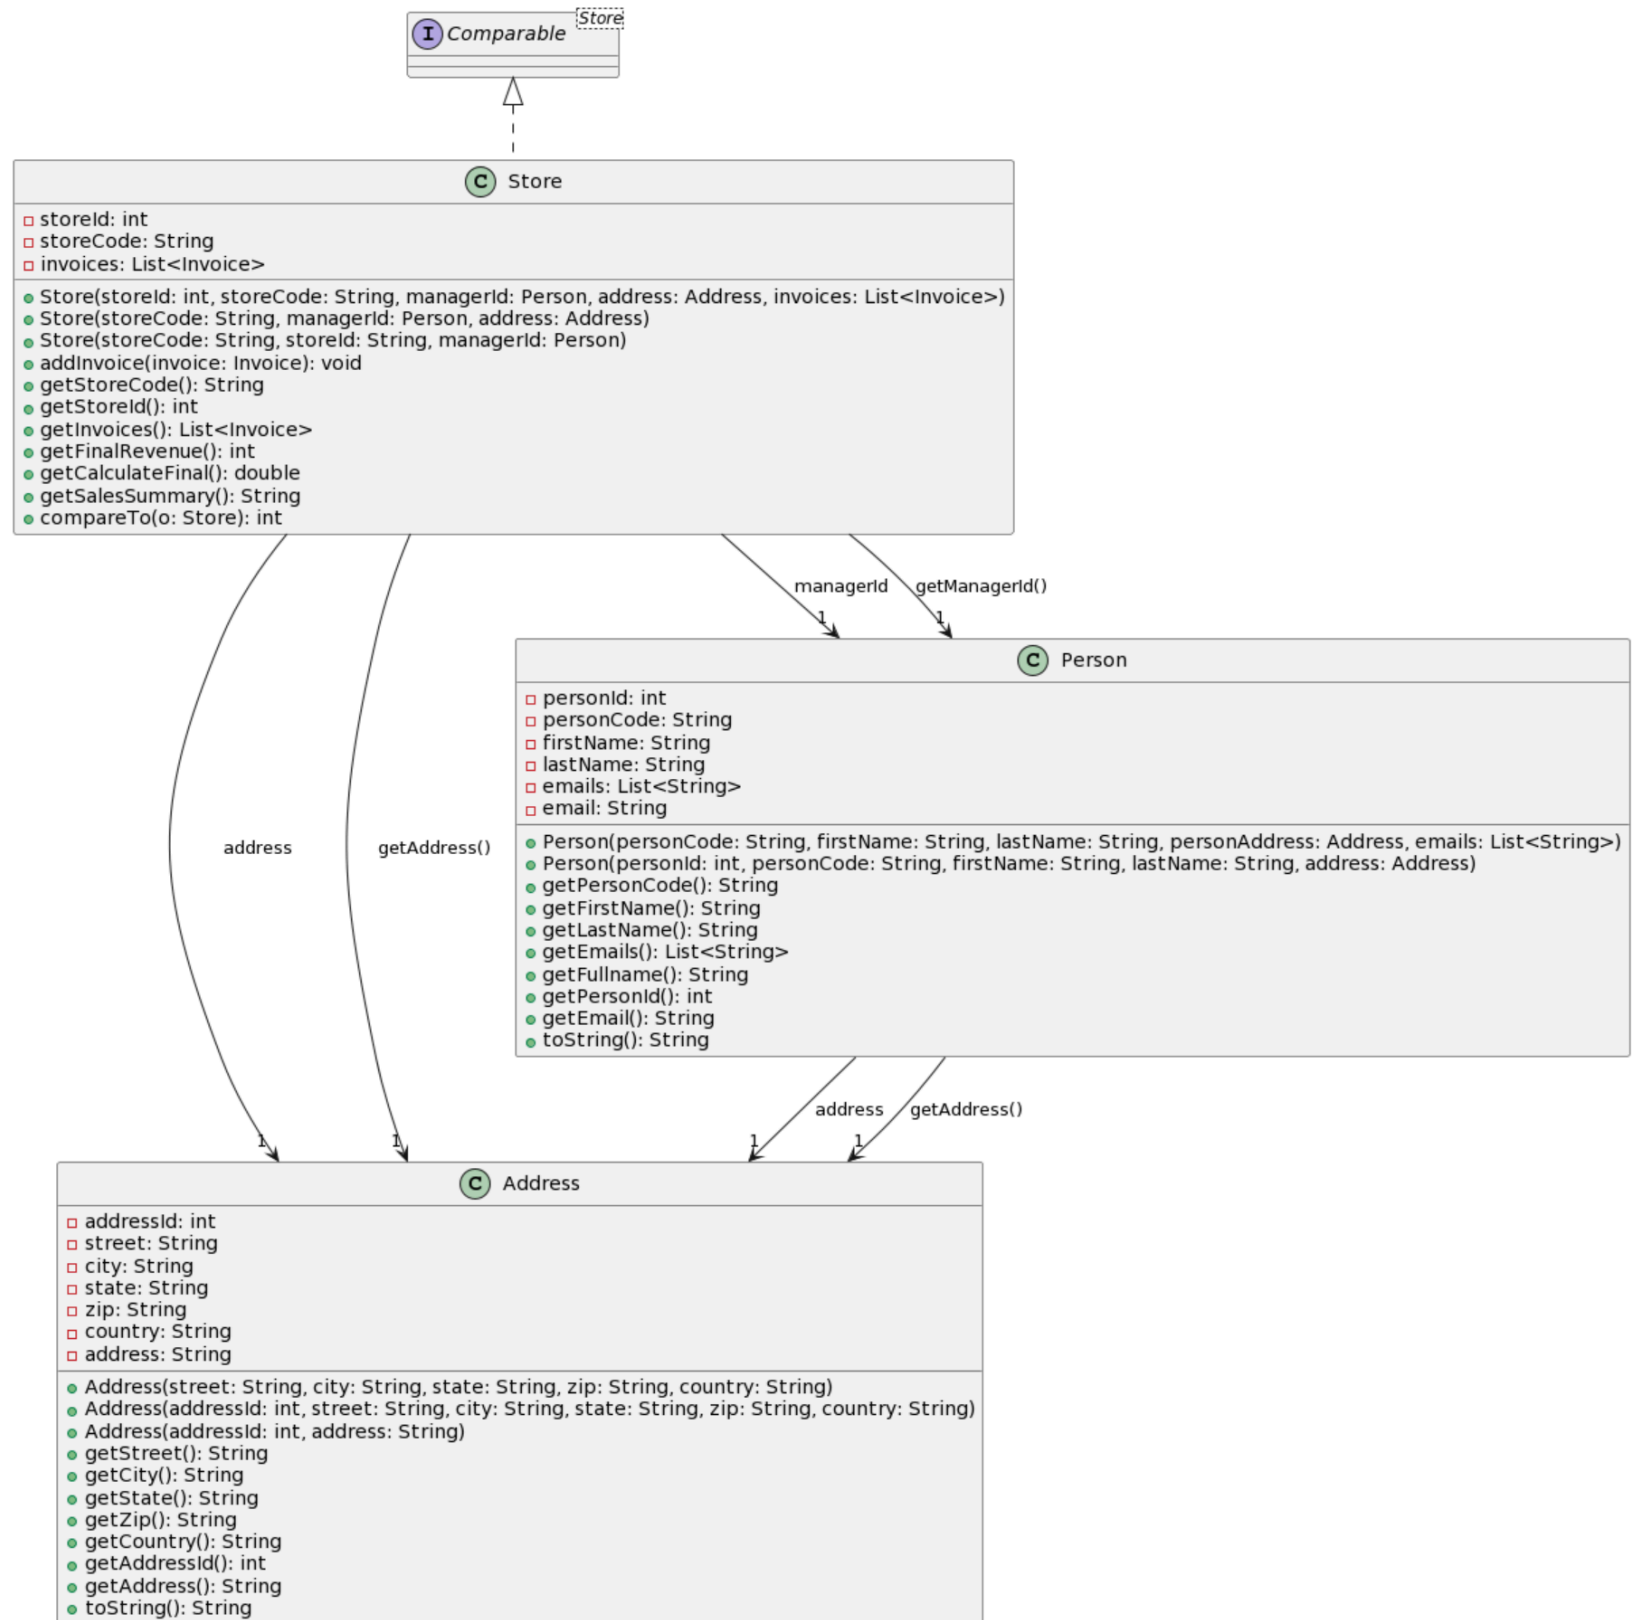 Store
I Comparable
C Store
storeId: int
storeCode: String
invoices: List<Invoice>
Store(storeId: int, storeCode: String, managerId: Person, address: Address, invoices: List<Invoice>)
Store(storeCode: String, managerId: Person, address: Address)
Store(storeCode: String, storeId: String, managerId: Person)
addInvoice(invoice: Invoice): void
getStoreCode(): String
getStoreId(): int
getInvoices(): List<Invoice>
getFinalRevenue(): int
getCalculateFinal(): double
getSalesSummary(): String
compareTo(o: Store): int
managerId
getManagerId()
1
1
C Person
personId: int
personCode: String
firstName: String
lastName: String
emails: List<String>
email: String
Person(personCode: String, firstName: String, lastName: String, personAddress: Address, emails: List<String>)
Person(personId: int, personCode: String, firstName: String, lastName: String, address: Address)
getPersonCode(): String
getFirstName(): String
getLastName(): String
getEmails(): List<String>
getFullname(): String
getPersonId(): int
getEmail(): String
toString(): String
address
getAddress()
address
getAddress()
1
1
1
1
C Address
addressId: int
street: String
city: String
state: String
zip: String
country: String
address: String
Address(street: String, city: String, state: String, zip: String, country: String)
Address(addressId: int, street: String, city: String, state: String, zip: String, country: String)
Address(addressId: int, address: String)
getStreet(): String
getCity(): String
getState(): String
getZip(): String
getCountry(): String
getAddressId(): int
getAddress(): String
toString(): String